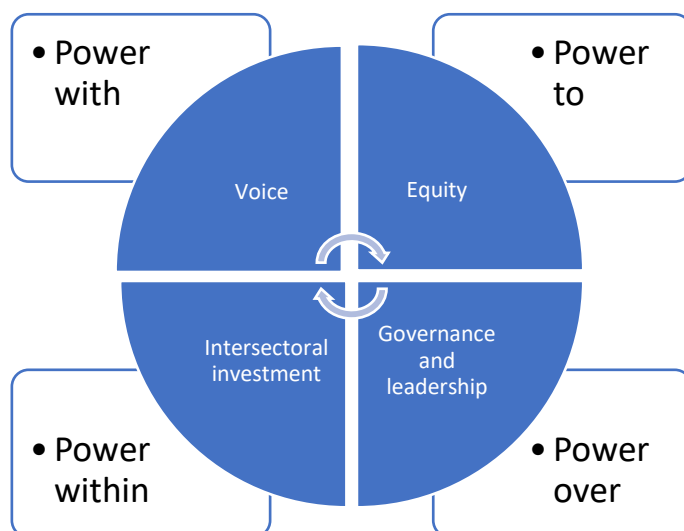 • Power
with
• Power
to
Voice
Equity
Intersectoral
investment
Governance
and
leadership
• Power
within
• Power
over